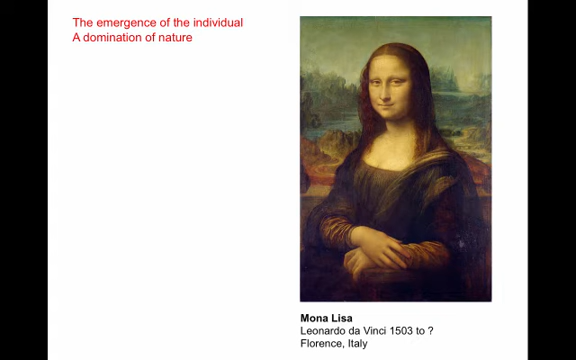 The emergence of the individual
A domination of nature
Mona Lisa
Leonardo da Vinci 1503 to ?
Florence, Italy